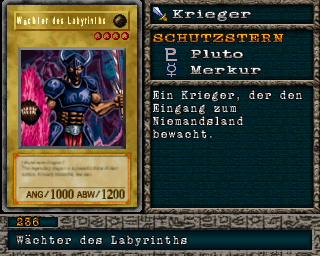 Wächter des Labyrinths
ANG/1000 ABW/1200
Krieger
SCHUTZSTERN
Pluto
Merkur
Ein Krieger, der den
Eingang zum
Niemandsland
bewacht.
236
Wächter des Labyrinths